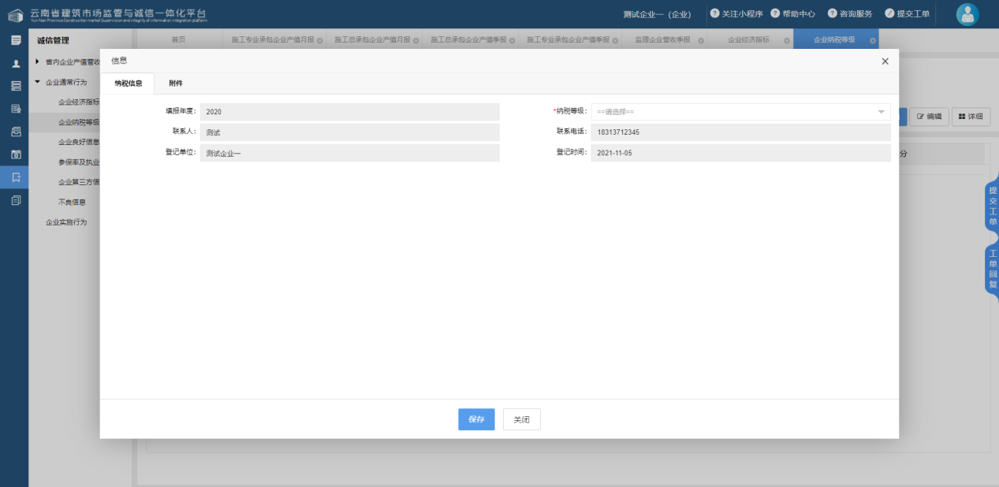 云南省建筑市场监管与诚信一体化平台
Yun Nan Province Construction market Supervision and integrity of information integration platform
测试企业一（企业）
关注小程序
帮助中心
咨询服务
提交工单
诚信管理
首页
施工专业承包企业产值月报
施工总承包企业产值月报
施工总承包企业产值季报
施工专业承包企业产值季报
监理企业营收季报
企业经济指标
企业纳税等级
省内企业产值营收
企业通常行为
企业经济指标
企业纳税等级
企业良好信息
参保率及执业
企业第三方信
不良信息
企业实施行为
信息
纳税信息
附件
填报年度：
2020
*纳税等级：
==请选择==
联系人：
测试
联系电话：
18313712345
登记单位：
测试企业一
登记时间：
2021-11-05
保存
关闭
编辑
详细
分
提交工单
工单回复